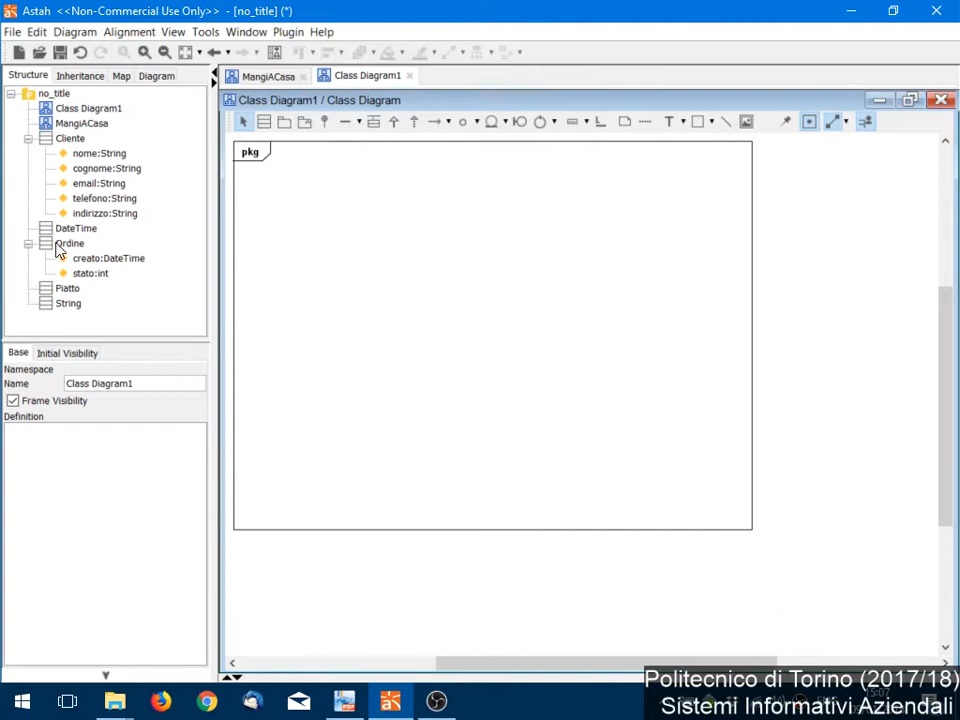 Astah <<Non-Commercial Use Only>> - [no_title] (*)
File Edit Diagram Alignment View Tools Window Plugin Help
Structure Inheritance Map Diagram
MangiACasa Class Diagram1
no_title
Class Diagram1
MangiACasa
Cliente
nome:String
cognome:String
email:String
telefono:String
indirizzo:String
DateTime
Ordine
creato:DateTime
stato:int
Piatto
String
Class Diagram1 / Class Diagram
T
pkg
Base Initial Visibility
Namespace
Name Class Diagram1
Frame Visibility
Definition
Politecnico di Torino (2017/18)
Sistemi Informativi Aziendali